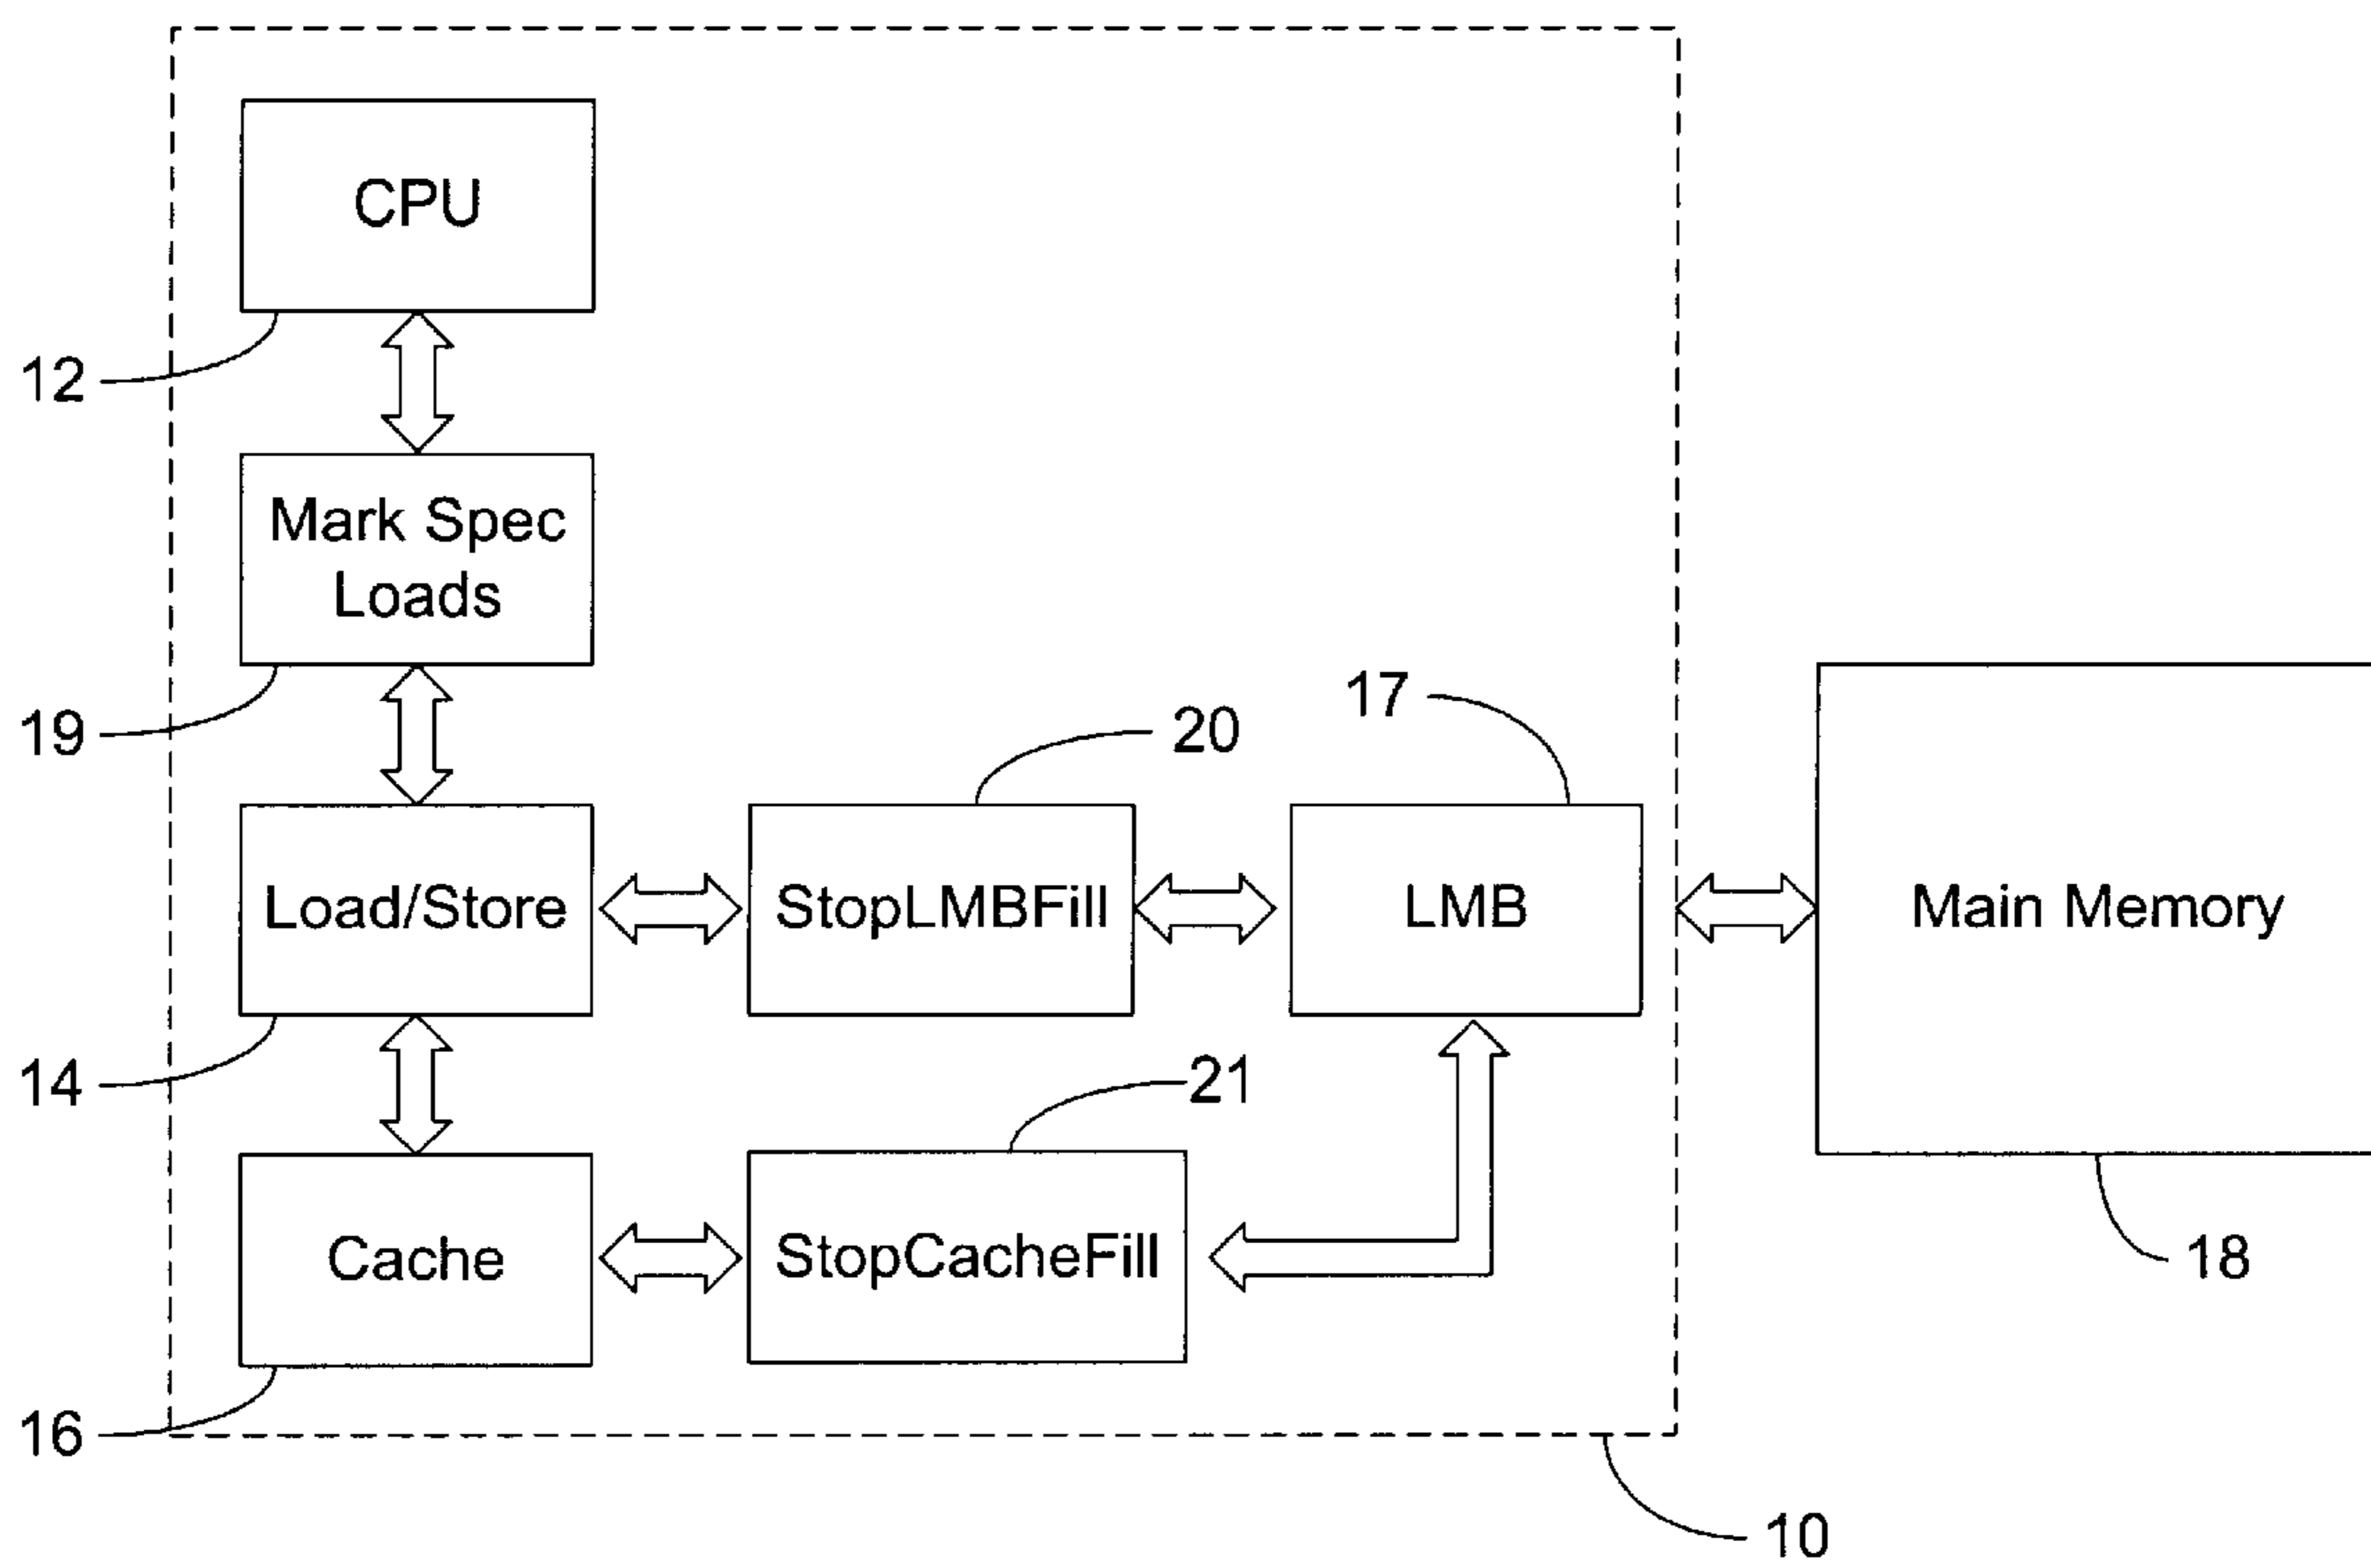 CPU
12
Mark Spec
Loads
19
17
20
Load/Store
StopLMBFill
LMB
Main Memory
14
21
Cache
StopCacheFill
18
16
10